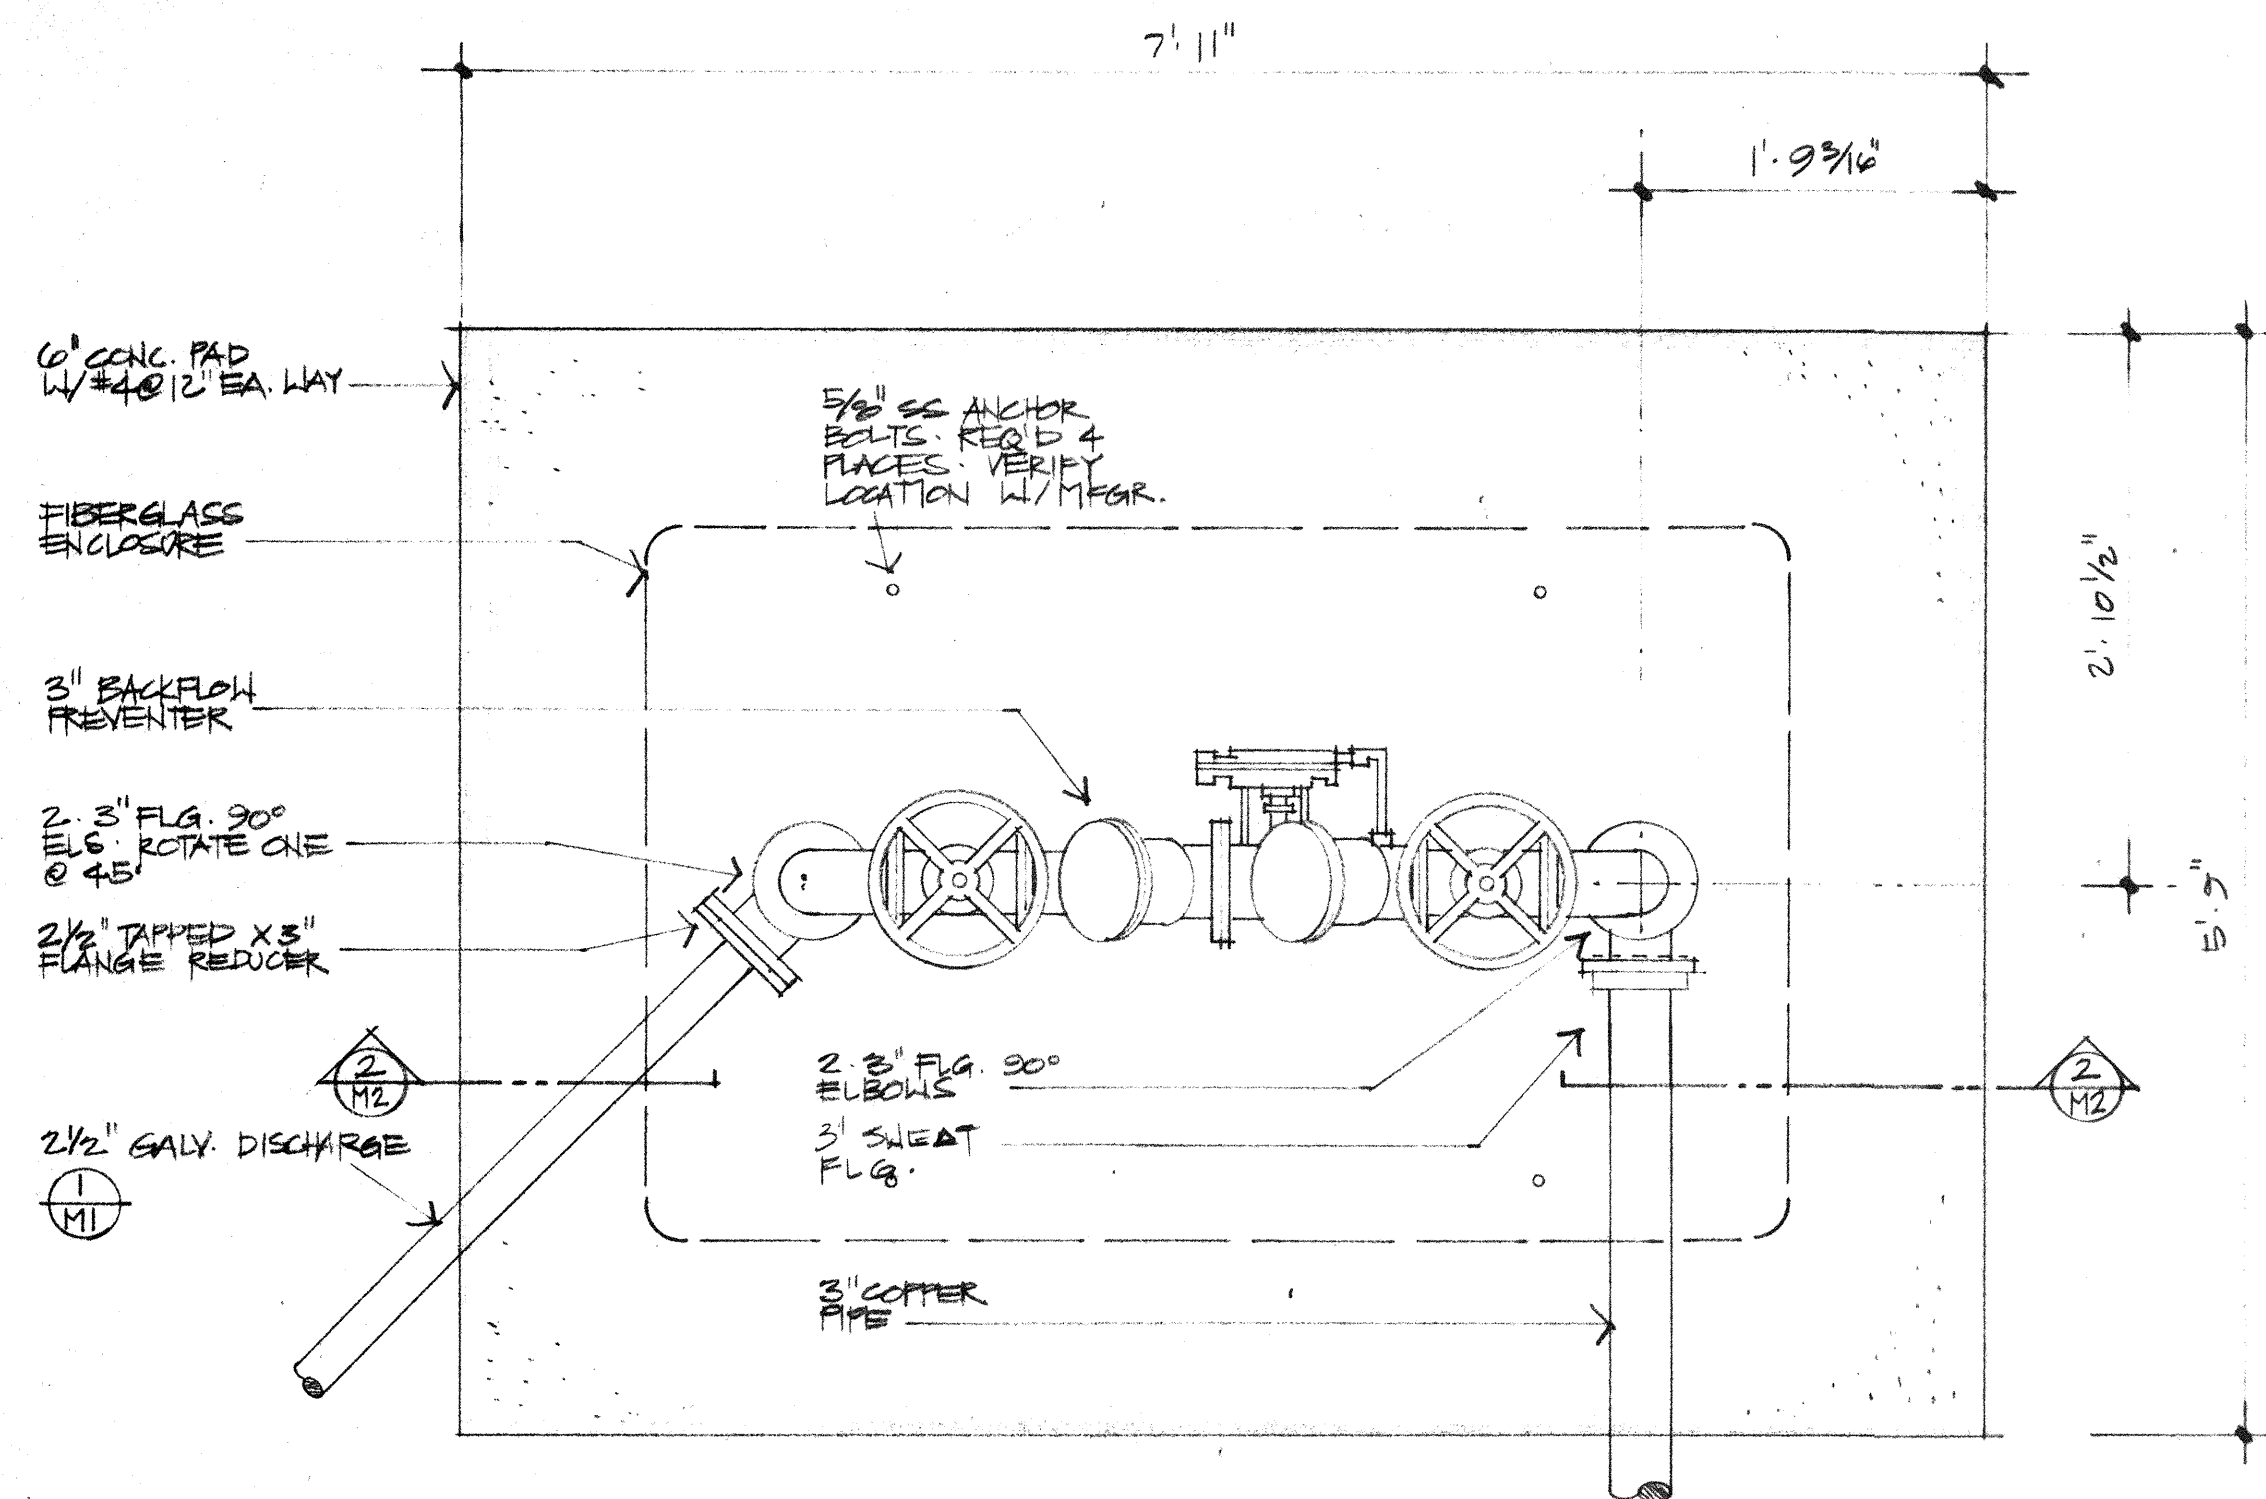 7'·11"
1'·9 3/16"
6" CONC. PAD
W/ #4@12" EA. WAY
5/8" SS ANCHOR
BOLTS· REQ'D 4
PLACES· VERIFY
LOCATION W/ MFGR.
FIBERGLASS
ENCLOSURE
2'·10 1/2"
3" BACKFLOW
PREVENTER
2·3" FLG. 90°
ELS· ROTATE ONE
@ 45°
5'·9"
2 1/2" TAPPED X 3"
FLANGE REDUCER
2
M2
2·3" FLG. 90°
ELBOWS
2
M2
3" SWEAT
FLG.
2 1/2" GALV. DISCHARGE
1
M1
3" COPPER
PIPE